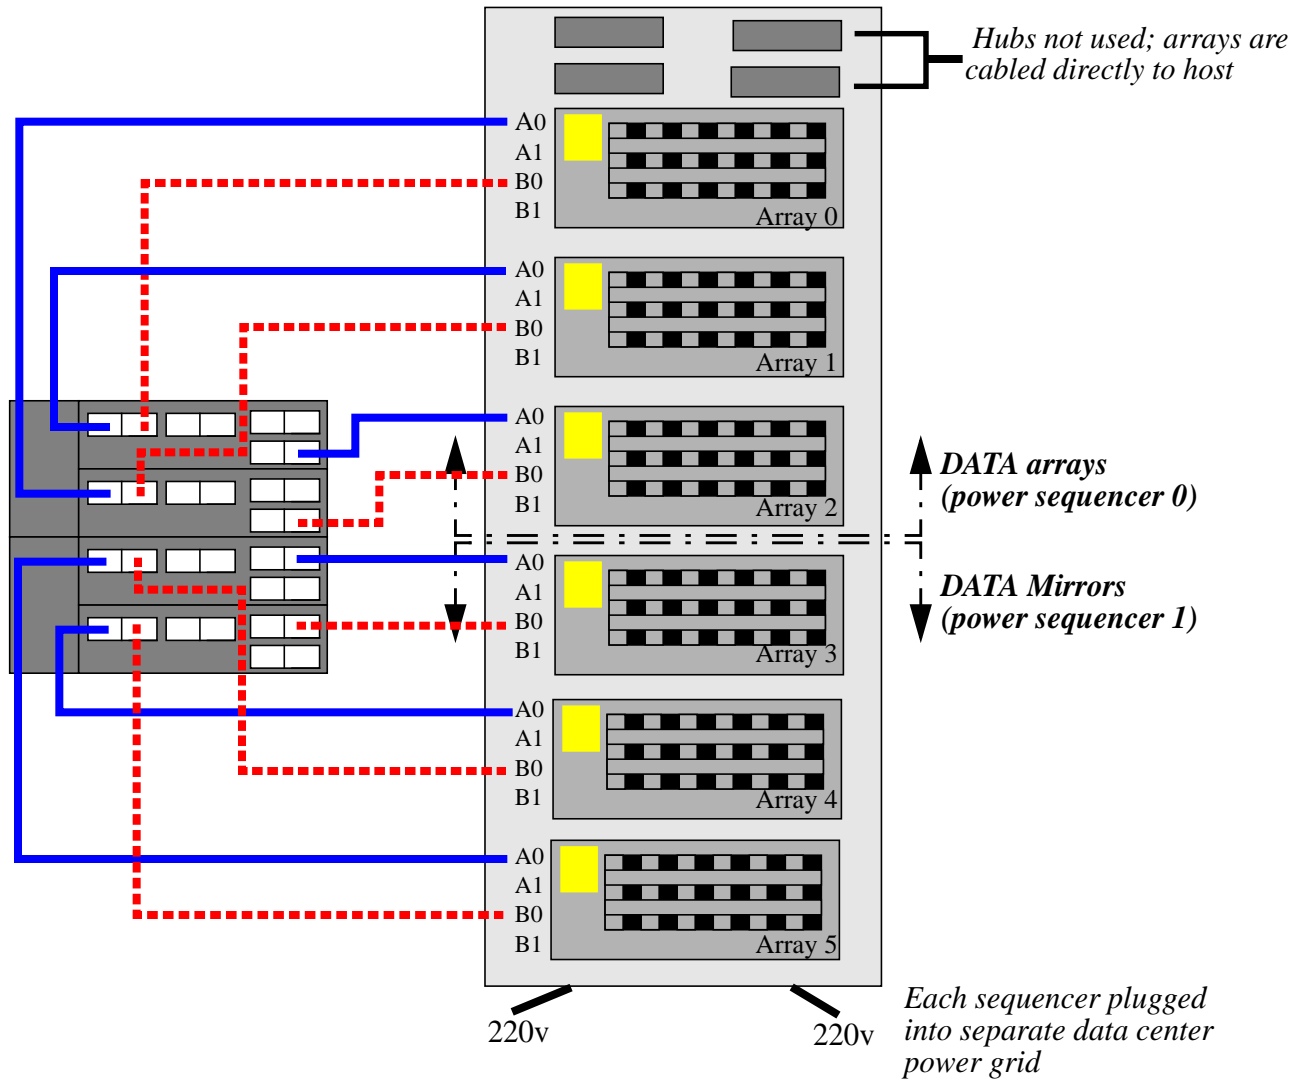 Hubs not used; arrays are
cabled directly to host
A0
A1
B0
B1
Array 0
A0
A1
B0
B1
Array 1
A0
A1
B0
B1
Array 2
DATA arrays
(power sequencer 0)
A0
A1
B0
B1
Array 3
DATA Mirrors
(power sequencer 1)
A0
A1
B0
B1
Array 4
A0
A1
B0
B1
Array 5
220v
220v
Each sequencer plugged
into separate data center
power grid